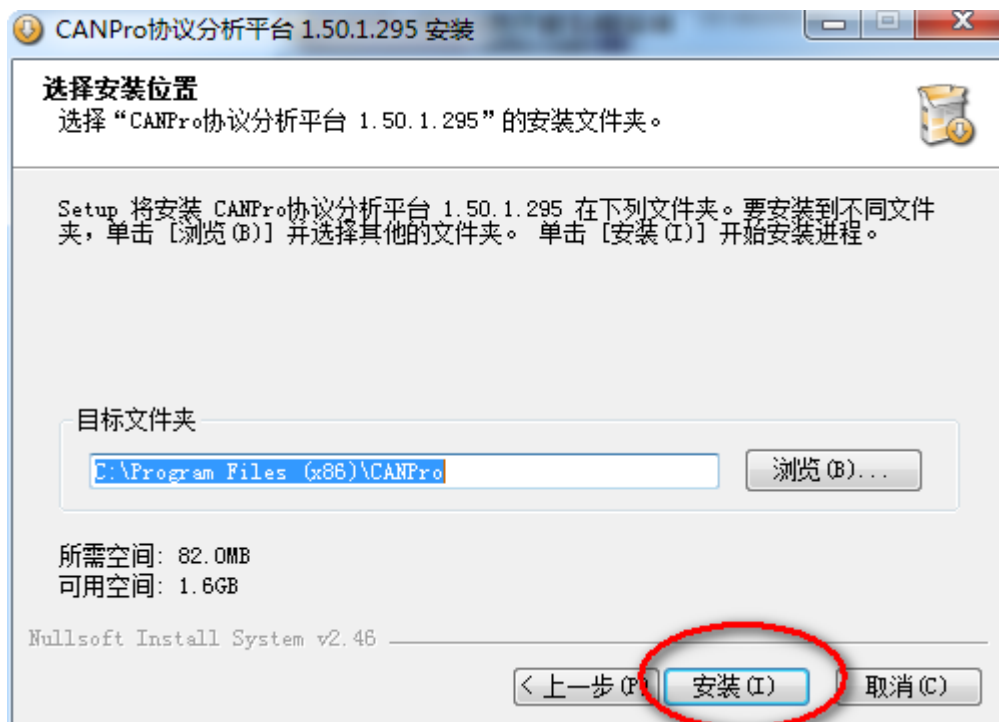 CANPro协议分析平台 1.50.1.295 安装
选择安装位置
选择“CANPro协议分析平台 1.50.1.295”的安装文件夹。
Setup 将安装 CANPro协议分析平台 1.50.1.295 在下列文件夹。要安装到不同文件
夹，单击 [浏览(B)] 并选择其他的文件夹。 单击 [安装(I)] 开始安装进程。
目标文件夹
C:\Program Files (x86)\CANPro
浏览(B)...
所需空间: 82.0MB
可用空间: 1.6GB
Nullsoft Install System v2.46
< 上一步(P) 安装(I) 取消(C)